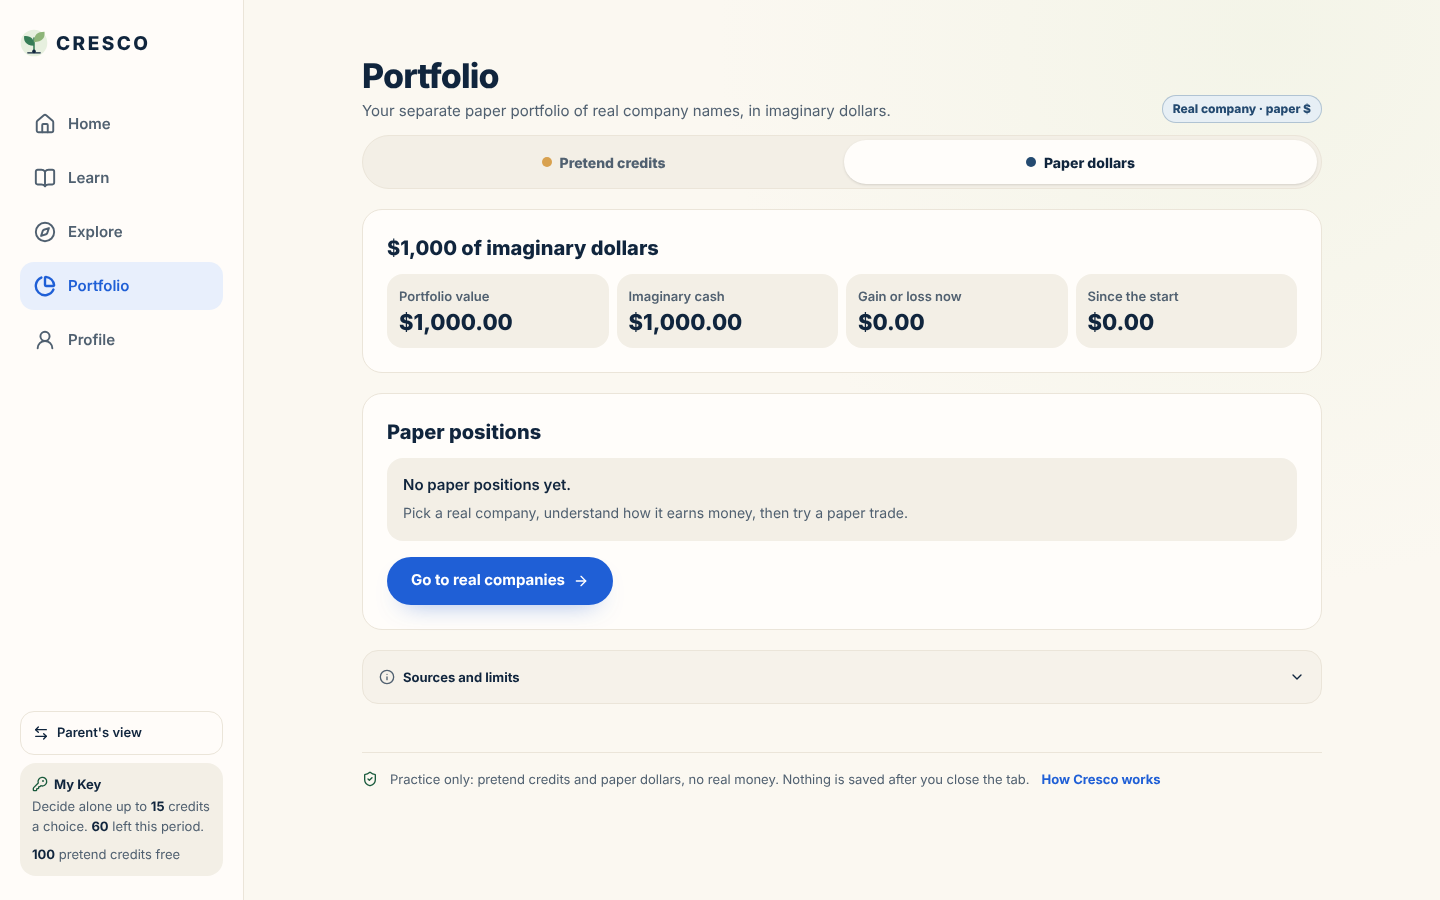 CRESCO
Home
Learn
Explore
Portfolio
Profile
Parent's view
My Key
Decide alone up to 15 credits
a choice. 60 left this period.
100 pretend credits free
Portfolio
Your separate paper portfolio of real company names, in imaginary dollars.
Real company · paper $
Pretend credits
Paper dollars
$1,000 of imaginary dollars
Portfolio value
$1,000.00
Imaginary cash
$1,000.00
Gain or loss now
$0.00
Since the start
$0.00
Paper positions
No paper positions yet.
Pick a real company, understand how it earns money, then try a paper trade.
Go to real companies
Sources and limits
Practice only: pretend credits and paper dollars, no real money. Nothing is saved after you close the tab. How Cresco works